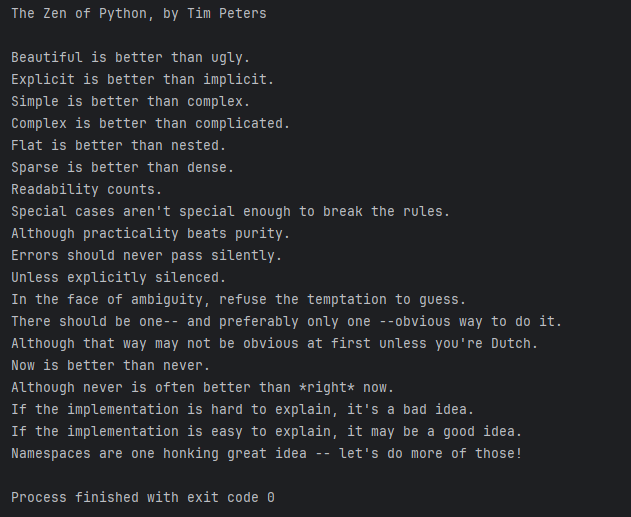 The Zen of Python, by Tim Peters

Beautiful is better than ugly.
Explicit is better than implicit.
Simple is better than complex.
Complex is better than complicated.
Flat is better than nested.
Sparse is better than dense.
Readability counts.
Special cases aren't special enough to break the rules.
Although practicality beats purity.
Errors should never pass silently.
Unless explicitly silenced.
In the face of ambiguity, refuse the temptation to guess.
There should be one-- and preferably only one --obvious way to do it.
Although that way may not be obvious at first unless you're Dutch.
Now is better than never.
Although never is often better than *right* now.
If the implementation is hard to explain, it's a bad idea.
If the implementation is easy to explain, it may be a good idea.
Namespaces are one honking great idea -- let's do more of those!

Process finished with exit code 0